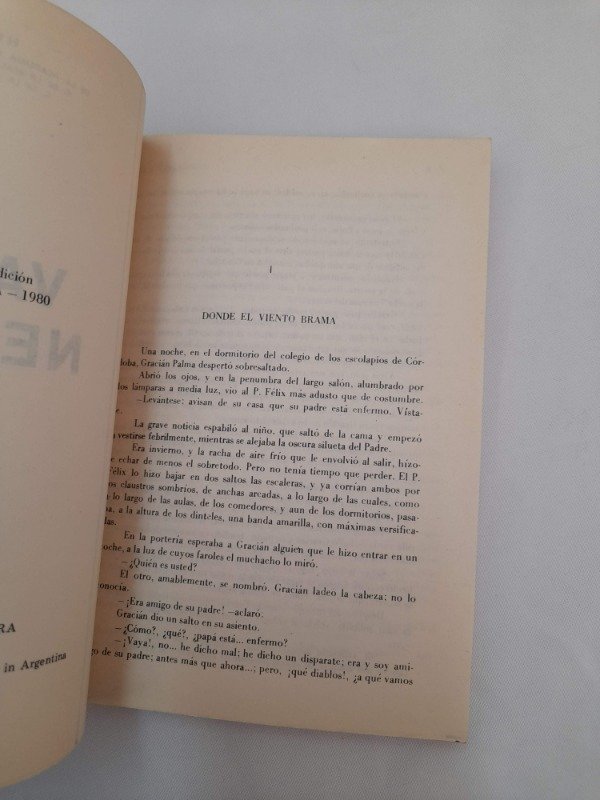 dición
– 1980
RA
in Argentina
I
DONDE EL VIENTO BRAMA
Una noche, en el dormitorio del colegio de los escolapios de Cór-
doba, Gracián Palma despertó sobresaltado.
Abrió los ojos, y en la penumbra del largo salón, alumbrado por
los lámparas a media luz, vio al P. Félix más adusto que de costumbre.
—Levántese: avisan de su casa que su padre está enfermo. Vísta-
e.
La grave noticia espabiló al niño, que saltó de la cama y empezó
vestirse febrilmente, mientras se alejaba la oscura silueta del Padre.
Era invierno, y la racha de aire frío que le envolvió al salir, hízo-
e echar de menos el sobretodo. Pero no tenía tiempo que perder. El P.
Félix lo hizo bajar en dos saltos las escaleras, y ya corrían ambos por
os claustros sombríos, de anchas arcadas, a lo largo de las cuales, como
lo largo de las aulas, de los comedores, y aun de los dormitorios, pasa-
a, a la altura de los dinteles, una banda amarilla, con máximas versifica-
las.
En la portería esperaba a Gracián alguien que le hizo entrar en un
oche, a la luz de cuyos faroles el muchacho lo miró.
—¿Quién es usted?
El otro, amablemente, se nombró. Gracián ladeo la cabeza; no lo
onocía.
—¡Era amigo de su padre! —aclaró.
Gracián dio un salto en su asiento.
—¿Cómo?, ¿qué?, ¿papá está... enfermo?
—¡Vaya!, no... he dicho mal; he dicho un disparate; era y soy ami-
go de su padre; antes más que ahora...; pero, ¡qué diablos!, ¿a qué vamos